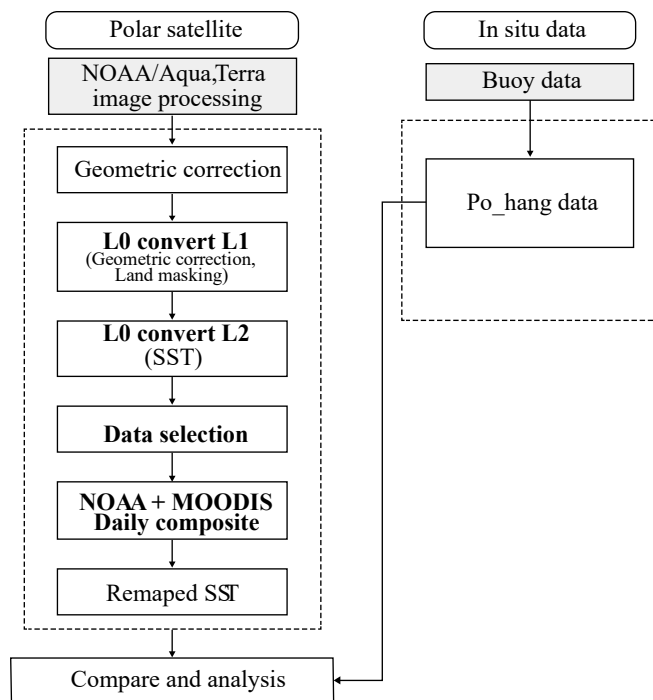 Polar satellite
NOAA/Aqua,Terra
image processing
Geometric correction
L0 convert L1
(Geometric correction,
Land masking)
L0 convert L2
(SST)
Data selection
NOAA + MOODIS
Daily composite
Remaped SST
Compare and analysis
In situ data
Buoy data
Po_hang data